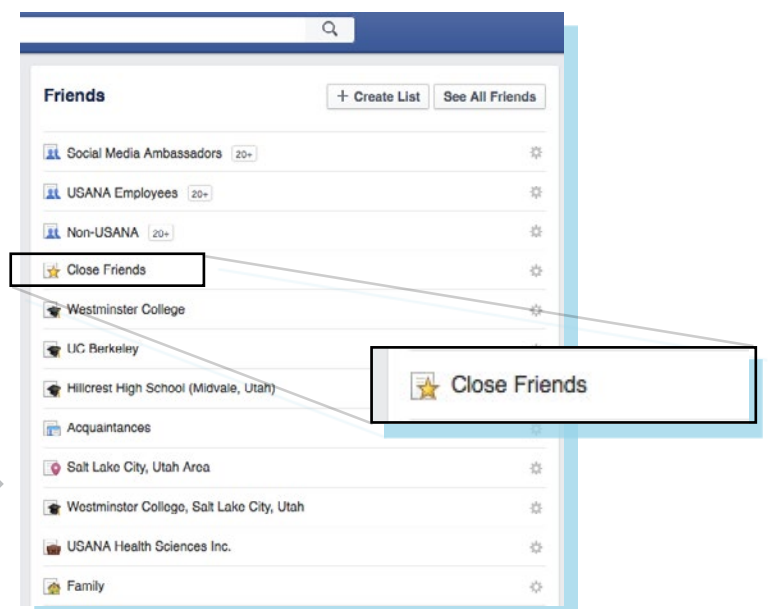 Friends
+ Create List
See All Friends
Social Media Ambassadors 20+
USANA Employees 20+
Non-USANA 20+
Close Friends
Westminster College
UC Berkeley
Close Friends
Hillcrest High School (Midvale, Utah)
Acquaintances
Salt Lake City, Utah Area
Westminster College, Salt Lake City, Utah
USANA Health Sciences Inc.
Family